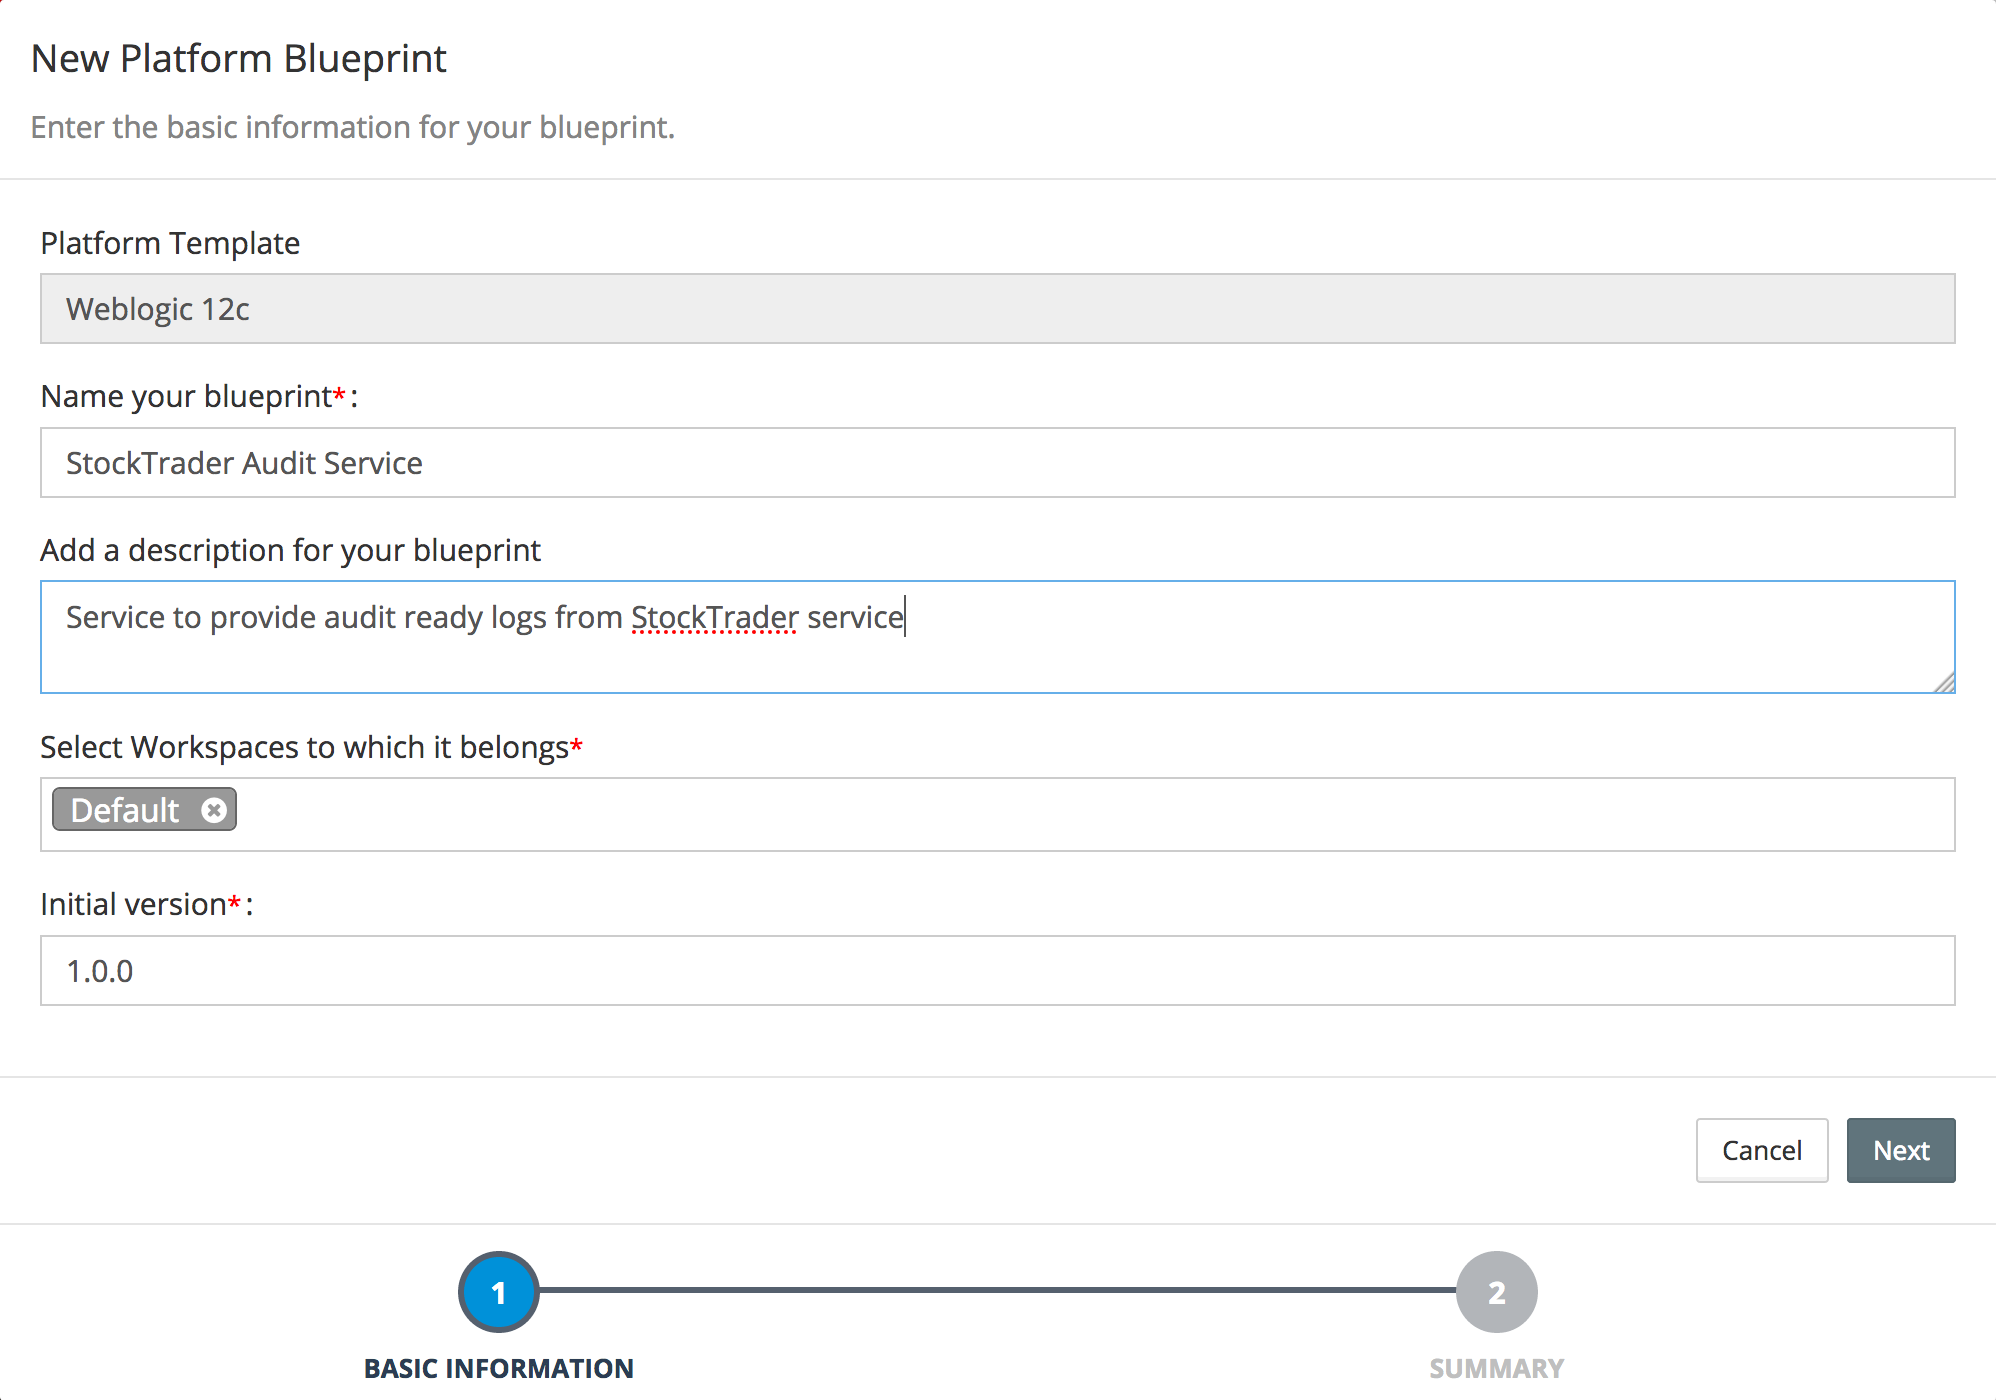 New Platform Blueprint
Enter the basic information for your blueprint.
Platform Template
Weblogic 12c
Name your blueprint*:
StockTrader Audit Service
Add a description for your blueprint
Service to provide audit ready logs from StockTrader service
Select Workspaces to which it belongs*
Default
Initial version*:
1.0.0
Cancel Next
1 2
BASIC INFORMATION SUMMARY